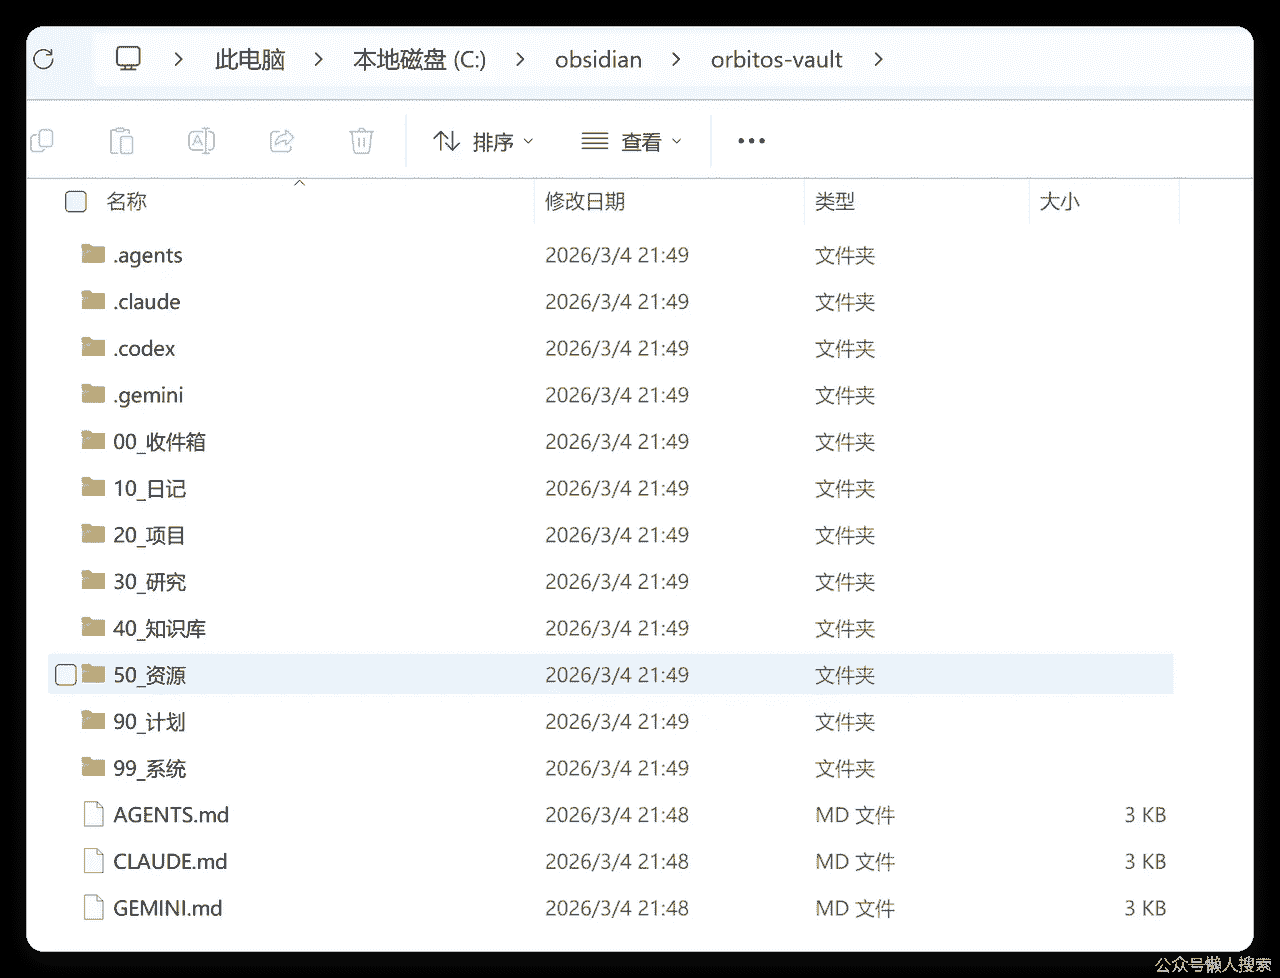 此电脑 本地磁盘 (C:) obsidian orbitos-vault
排序 查看
名称 修改日期 类型 大小
.agents 2026/3/4 21:49 文件夹
.claude 2026/3/4 21:49 文件夹
.codex 2026/3/4 21:49 文件夹
.gemini 2026/3/4 21:49 文件夹
00_收件箱 2026/3/4 21:49 文件夹
10_日记 2026/3/4 21:49 文件夹
20_项目 2026/3/4 21:49 文件夹
30_研究 2026/3/4 21:49 文件夹
40_知识库 2026/3/4 21:49 文件夹
50_资源 2026/3/4 21:49 文件夹
90_计划 2026/3/4 21:49 文件夹
99_系统 2026/3/4 21:49 文件夹
AGENTS.md 2026/3/4 21:48 MD 文件 3 KB
CLAUDE.md 2026/3/4 21:48 MD 文件 3 KB
GEMINI.md 2026/3/4 21:48 MD 文件 3 KB
公众号懒人搜索